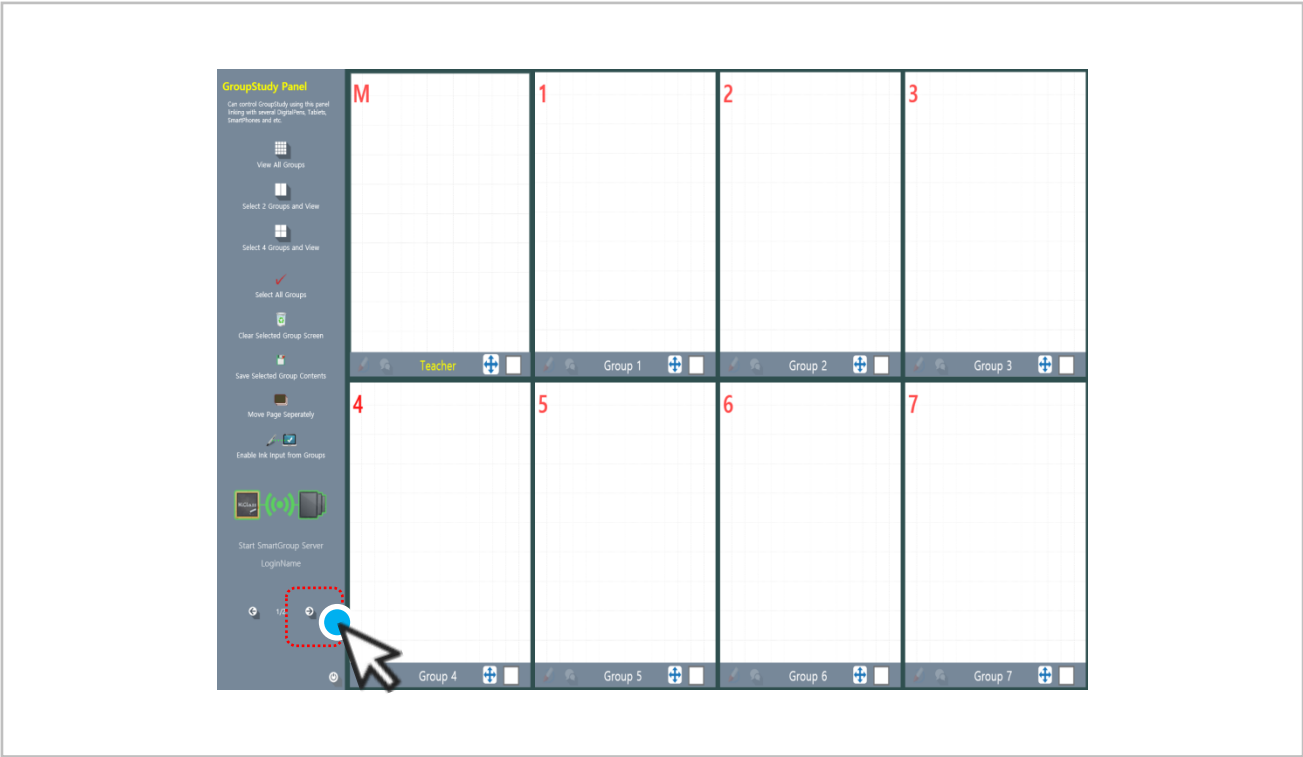 GroupStudy Panel
Can control GroupStudy using this panel
linking with several DigitalPens, Tablets,
SmartPhones and etc.
View All Groups
Select 2 Groups and View
Select 4 Groups and View
Select All Groups
Clear Selected Group Screen
Save Selected Group Contents
Move Page Seperately
Enable Ink Input from Groups
Start SmartGroup Server
LoginName
M
1
2
3
Teacher
Group 1
Group 2
Group 3
4
5
6
7
Group 4
Group 5
Group 6
Group 7